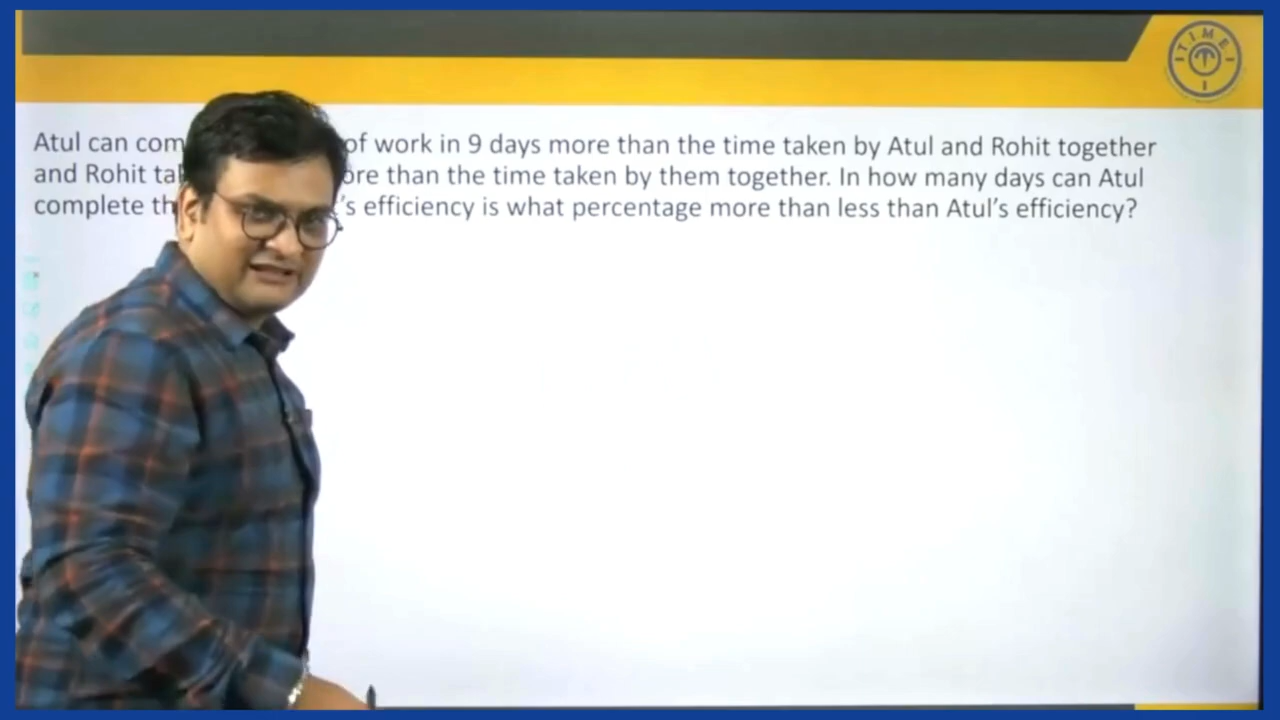 Atul can com of work in 9 days more than the time taken by Atul and Rohit together
and Rohit ta ore than the time taken by them together. In how many days can Atul
complete th 's efficiency is what percentage more than less than Atul's efficiency?
T.I.M.E